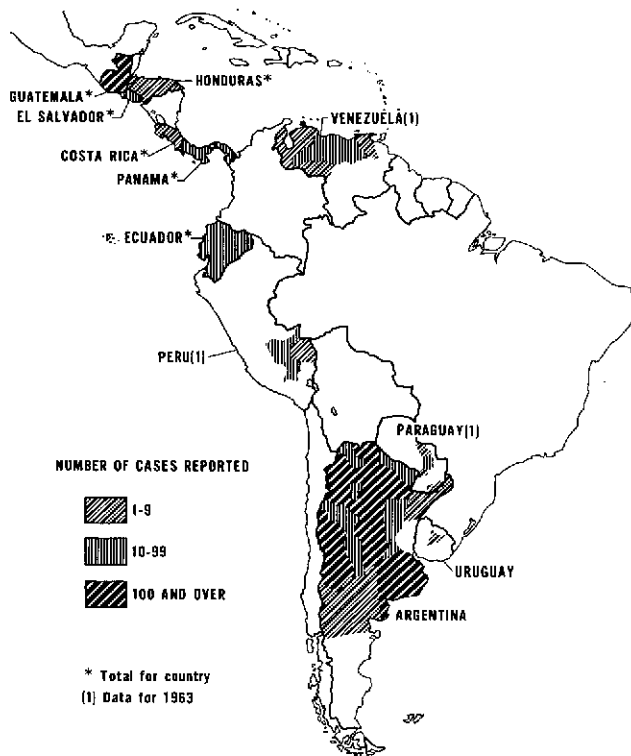 HONDURAS*
GUATEMALA*
EL SALVADOR*
VENEZUELA(1)
COSTA RICA*
PANAMA*
ECUADOR*
PERU(1)
PARAGUAY(1)
NUMBER OF CASES REPORTED
1-9
10-99
100 AND OVER
URUGUAY
ARGENTINA
* Total for country
(1) Data for 1963